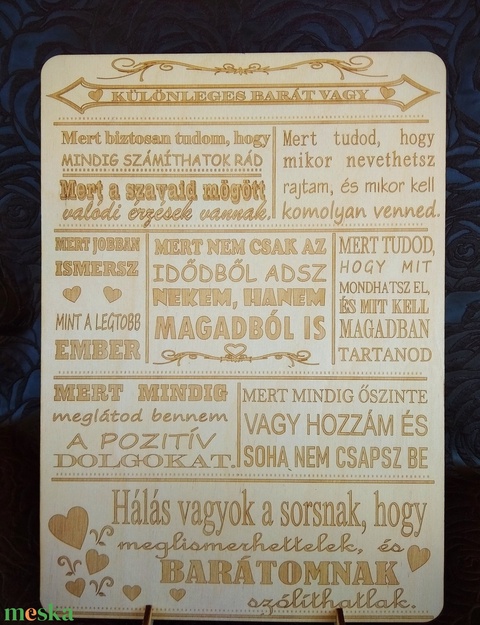 KÜLÖNLEGES BARÁT VAGY
Mert biztosan tudom, hogy
MINDIG SZÁMÍTHATOK RÁD
Mert a szavaid mögött
valódi érzések vannak.
Mert tudod, hogy
mikor nevethetsz
rajtam, és mikor kell
komolyan venned.
MERT JOBBAN
ISMERSZ
MINT A LEGTÖBB
EMBER
MERT NEM CSAK AZ
IDŐDBŐL ADSZ
NEKEM, HANEM
MAGADBÓL IS
MERT TUDOD,
HOGY MIT
MONDHATSZ EL,
ÉS MIT KELL
MAGADBAN
TARTANOD
MERT MINDIG
meglátod bennem
A POZITÍV
DOLGOKAT.
MERT MINDIG ŐSZINTE
VAGY HOZZÁM ÉS
SOHA NEM CSAPSZ BE
Hálás vagyok a sorsnak, hogy
megismerhettelek, és
BARÁTOMNAK
szólíthatlak.
meska